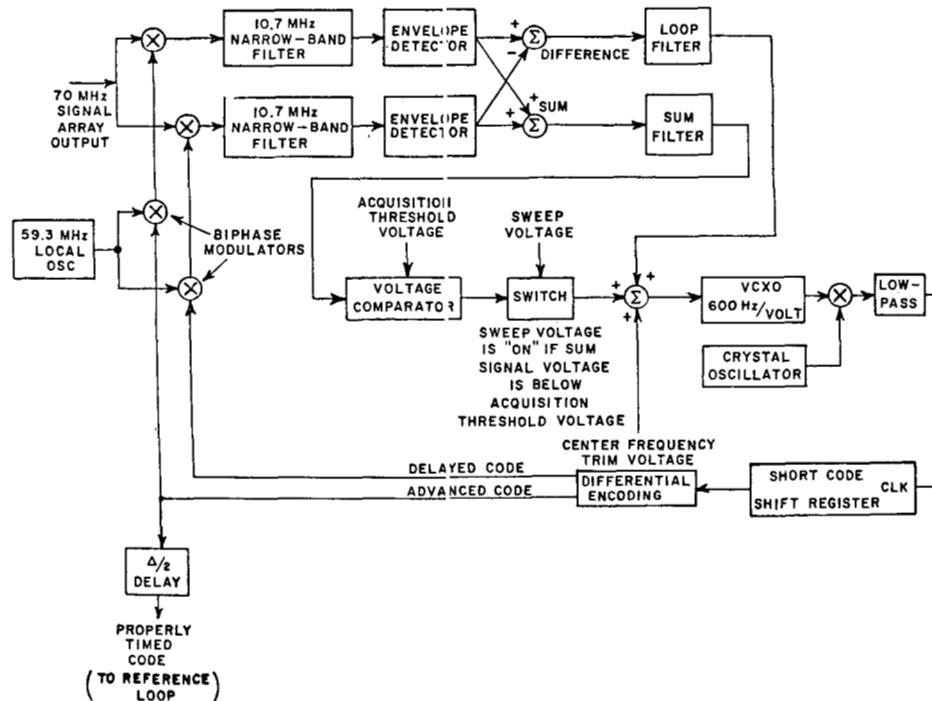 10.7 MHz
NARROW-BAND
FILTER
ENVELOPE
DETECTOR
+
Σ
-
DIFFERENCE
LOOP
FILTER
70 MHz
SIGNAL
ARRAY
OUTPUT
10.7 MHz
NARROW-BAND
FILTER
ENVELOPE
DETECTOR
+
SUM
+
Σ
SUM
FILTER
59.3 MHz
LOCAL
OSC
BIPHASE
MODULATORS
ACQUISITION
THRESHOLD
VOLTAGE
SWEEP
VOLTAGE
VOLTAGE
COMPARATOR
SWITCH
+
+
Σ
+
VCXO
600 Hz/VOLT
LOW-
PASS
SWEEP VOLTAGE
IS "ON" IF SUM
SIGNAL VOLTAGE
IS BELOW
ACQUISITION
THRESHOLD VOLTAGE
CRYSTAL
OSCILLATOR
CENTER FREQUENCY
TRIM VOLTAGE
DELAYED CODE
ADVANCED CODE
DIFFERENTIAL
ENCODING
SHORT CODE
CLK
SHIFT REGISTER
Δ/2
DELAY
PROPERLY
TIMED
CODE
(TO REFERENCE
LOOP)